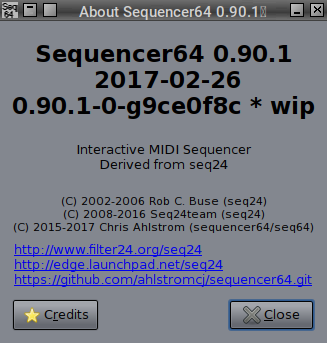 Seq
64
About Sequencer64 0.90.1
Sequencer64 0.90.1
2017-02-26
0.90.1-0-g9ce0f8c * wip
Interactive MIDI Sequencer
Derived from seq24
(C) 2002-2006 Rob C. Buse (seq24)
(C) 2008-2016 Seq24team (seq24)
(C) 2015-2017 Chris Ahlstrom (sequencer64/seq64)
http://www.filter24.org/seq24
http://edge.launchpad.net/seq24
https://github.com/ahlstromcj/sequencer64.git
Credits
Close